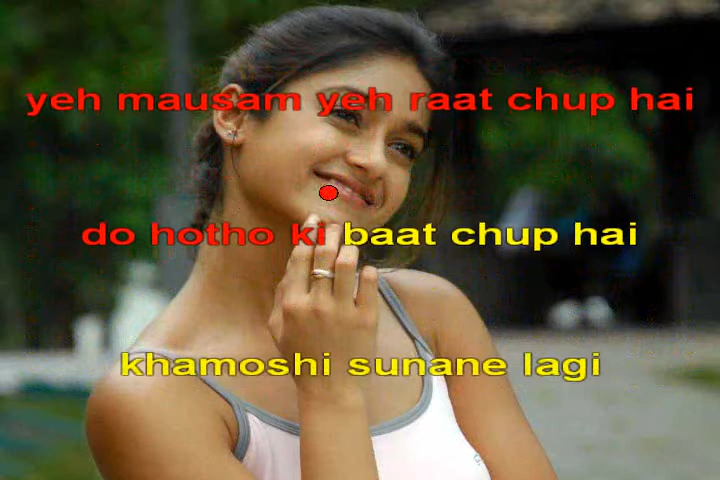 yeh mausam yeh raat chup hai
do hotho ki baat chup hai
khamoshi sunane lagi